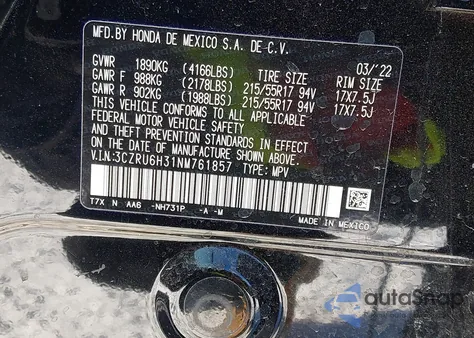 MFD.BY HONDA DE MEXICO S.A. DE C.V. 03/'22
GVWR 1890KG (4166LBS) TIRE SIZE RIM SIZE
GAWR F 988KG (2178LBS) 215/55R17 94V 17X7.5J
GAWR R 902KG (1988LBS) 215/55R17 94V 17X7.5J
THIS VEHICLE CONFORMS TO ALL APPLICABLE
FEDERAL MOTOR VEHICLE SAFETY
AND THEFT PREVENTION STANDARDS IN EFFECT
ON THE DATE OF MANUFACTURE SHOWN ABOVE.
V.I.N:3CZRU6H31NM761857 TYPE: MPV
T7X N AA6 -NH731P -A -M
MADE IN MEXICO
autoSnap